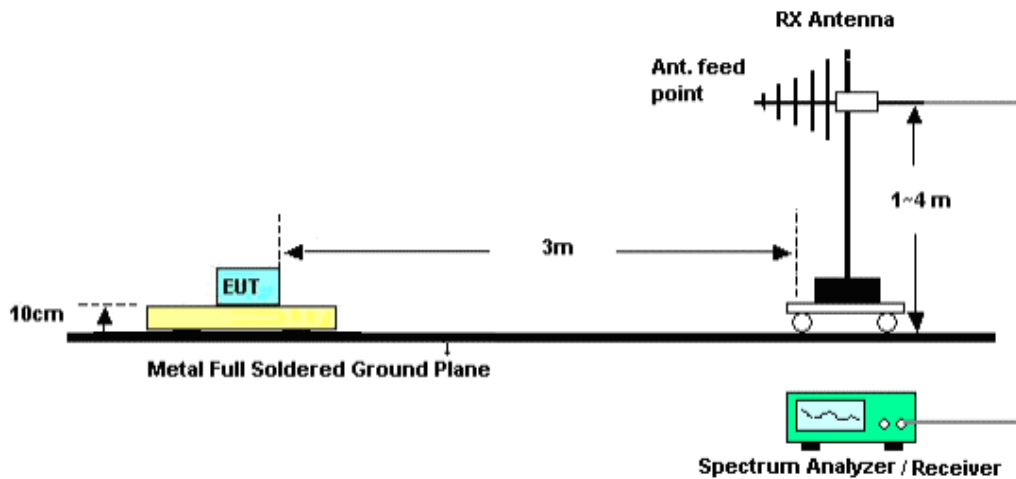 RX Antenna
Ant. feed
point
1~4 m
3m
EUT
10cm
Metal Full Soldered Ground Plane
Spectrum Analyzer / Receiver